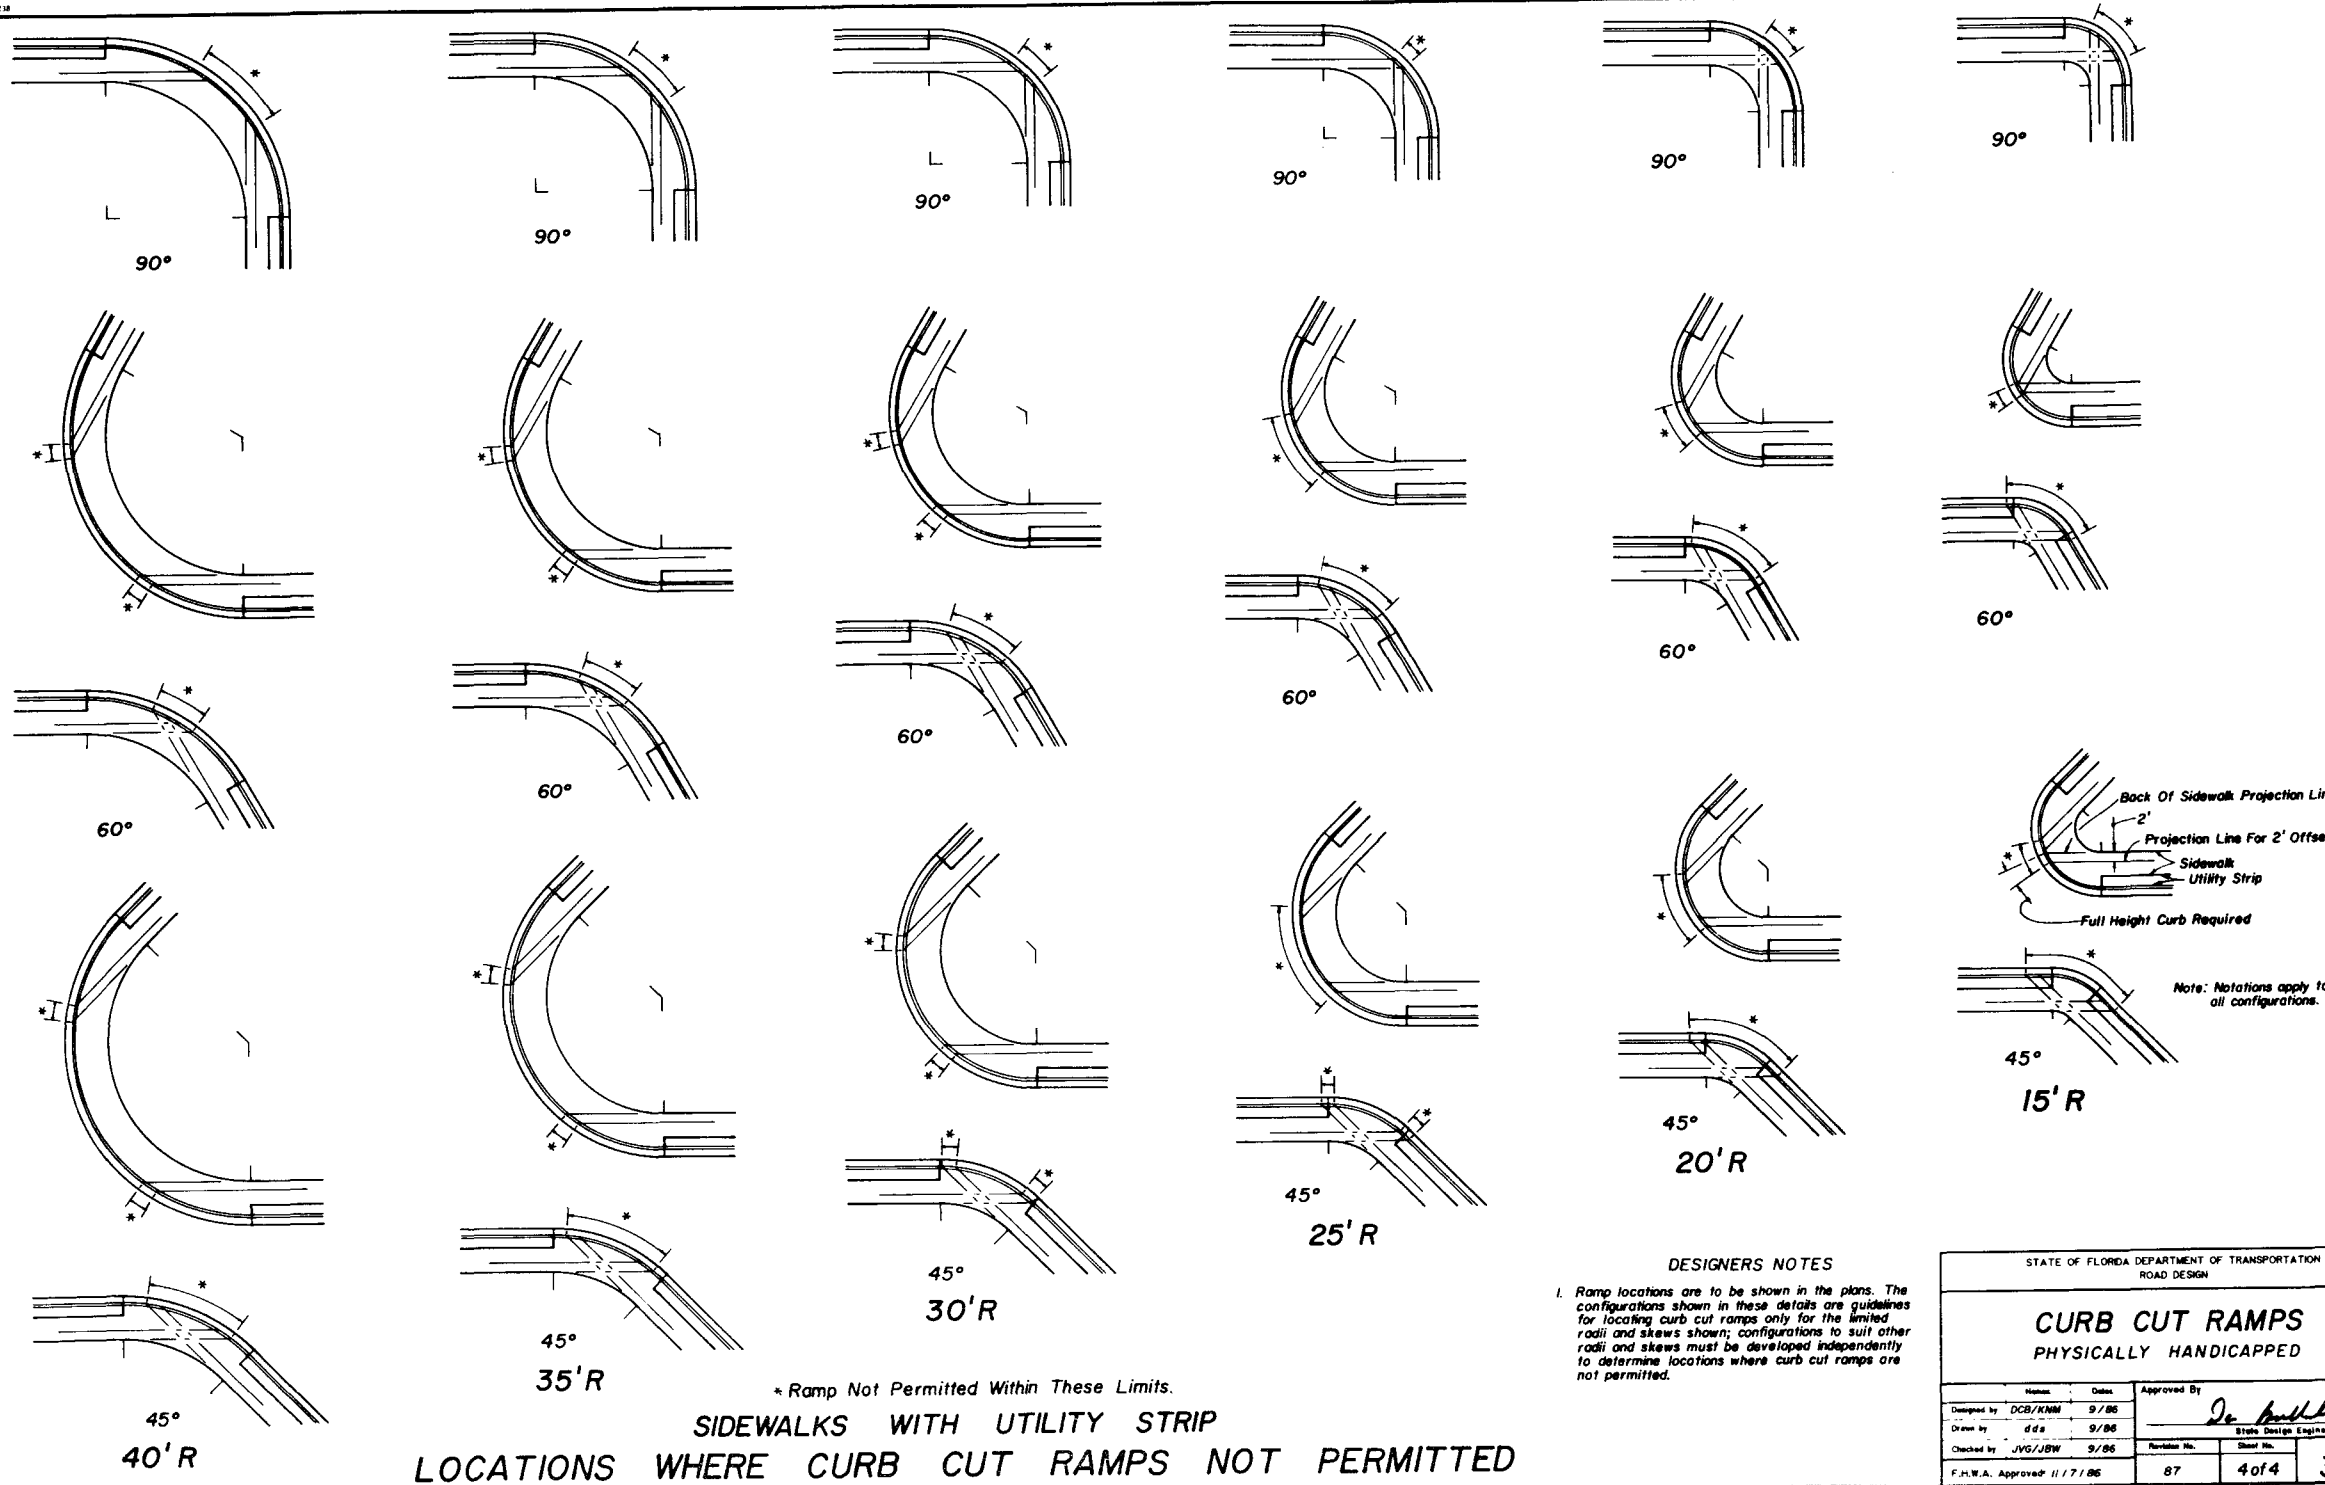 90°
90°
90°
90°
90°
90°
60°
60°
60°
60°
60°
60°
Back Of Sidewalk Projection
2'
Projection Line For 2'
Sidewalk
Utility Strip
Full Height Curb Required
Note: Notations apply
all configurations.
45°
15' R
45°
20' R
45°
25' R
45°
30' R
45°
35' R
45°
40' R
* Ramp Not Permitted Within These Limits.
SIDEWALKS WITH UTILITY STRIP
LOCATIONS WHERE CURB CUT RAMPS NOT PERMITTED
DESIGNERS NOTES
1. Ramp locations are to be shown in the plans. The
configurations shown in these details are guidelines
for locating curb cut ramps only for the limited
radii and skews shown; configurations to suit other
radii and skews must be developed independently
to determine locations where curb cut ramps are
not permitted.
STATE OF FLORIDA DEPARTMENT OF TRANSPORTATION
ROAD DESIGN
CURB CUT RAMPS
PHYSICALLY HANDICAPPED
Names Dates Approved By
Designed by DCB/KNM 9/86
Drawn by dds 9/86
State Design
Checked by JVG/JBW 9/86
Revision No. Sheet No.
F.H.W.A. Approved: 11/7/86 87 4 of 4